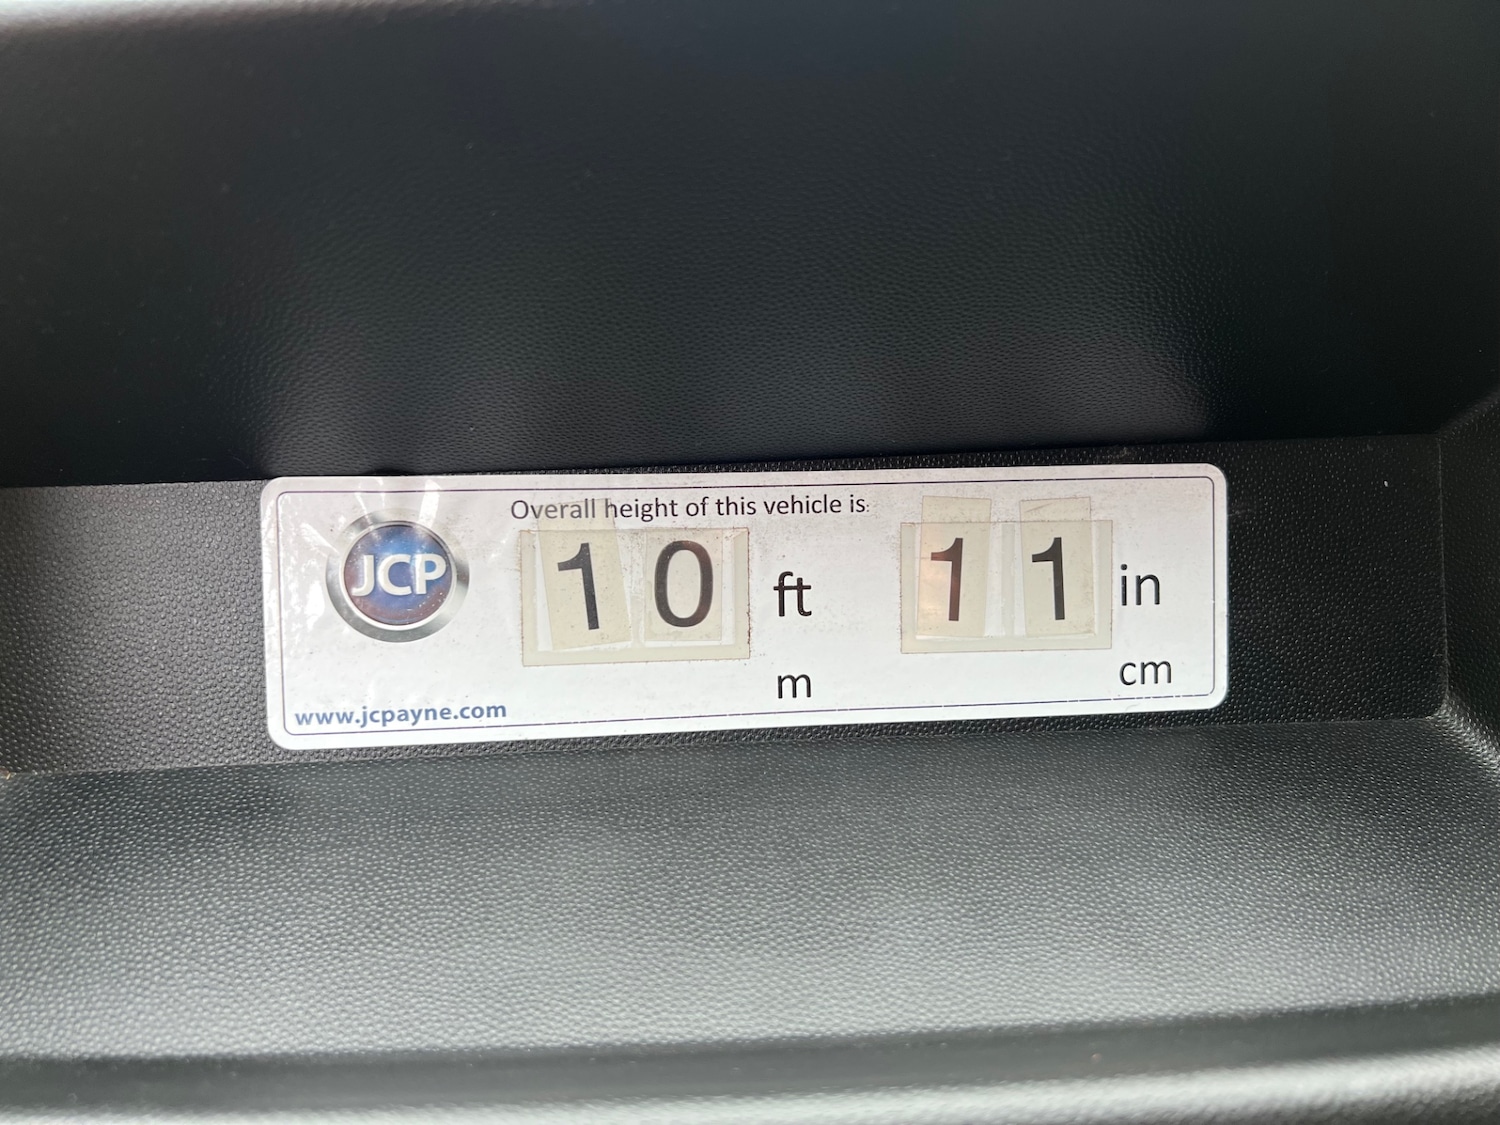 Overall height of this vehicle is:
JCP
10 ft 11 in
m cm
www.jcpayne.com